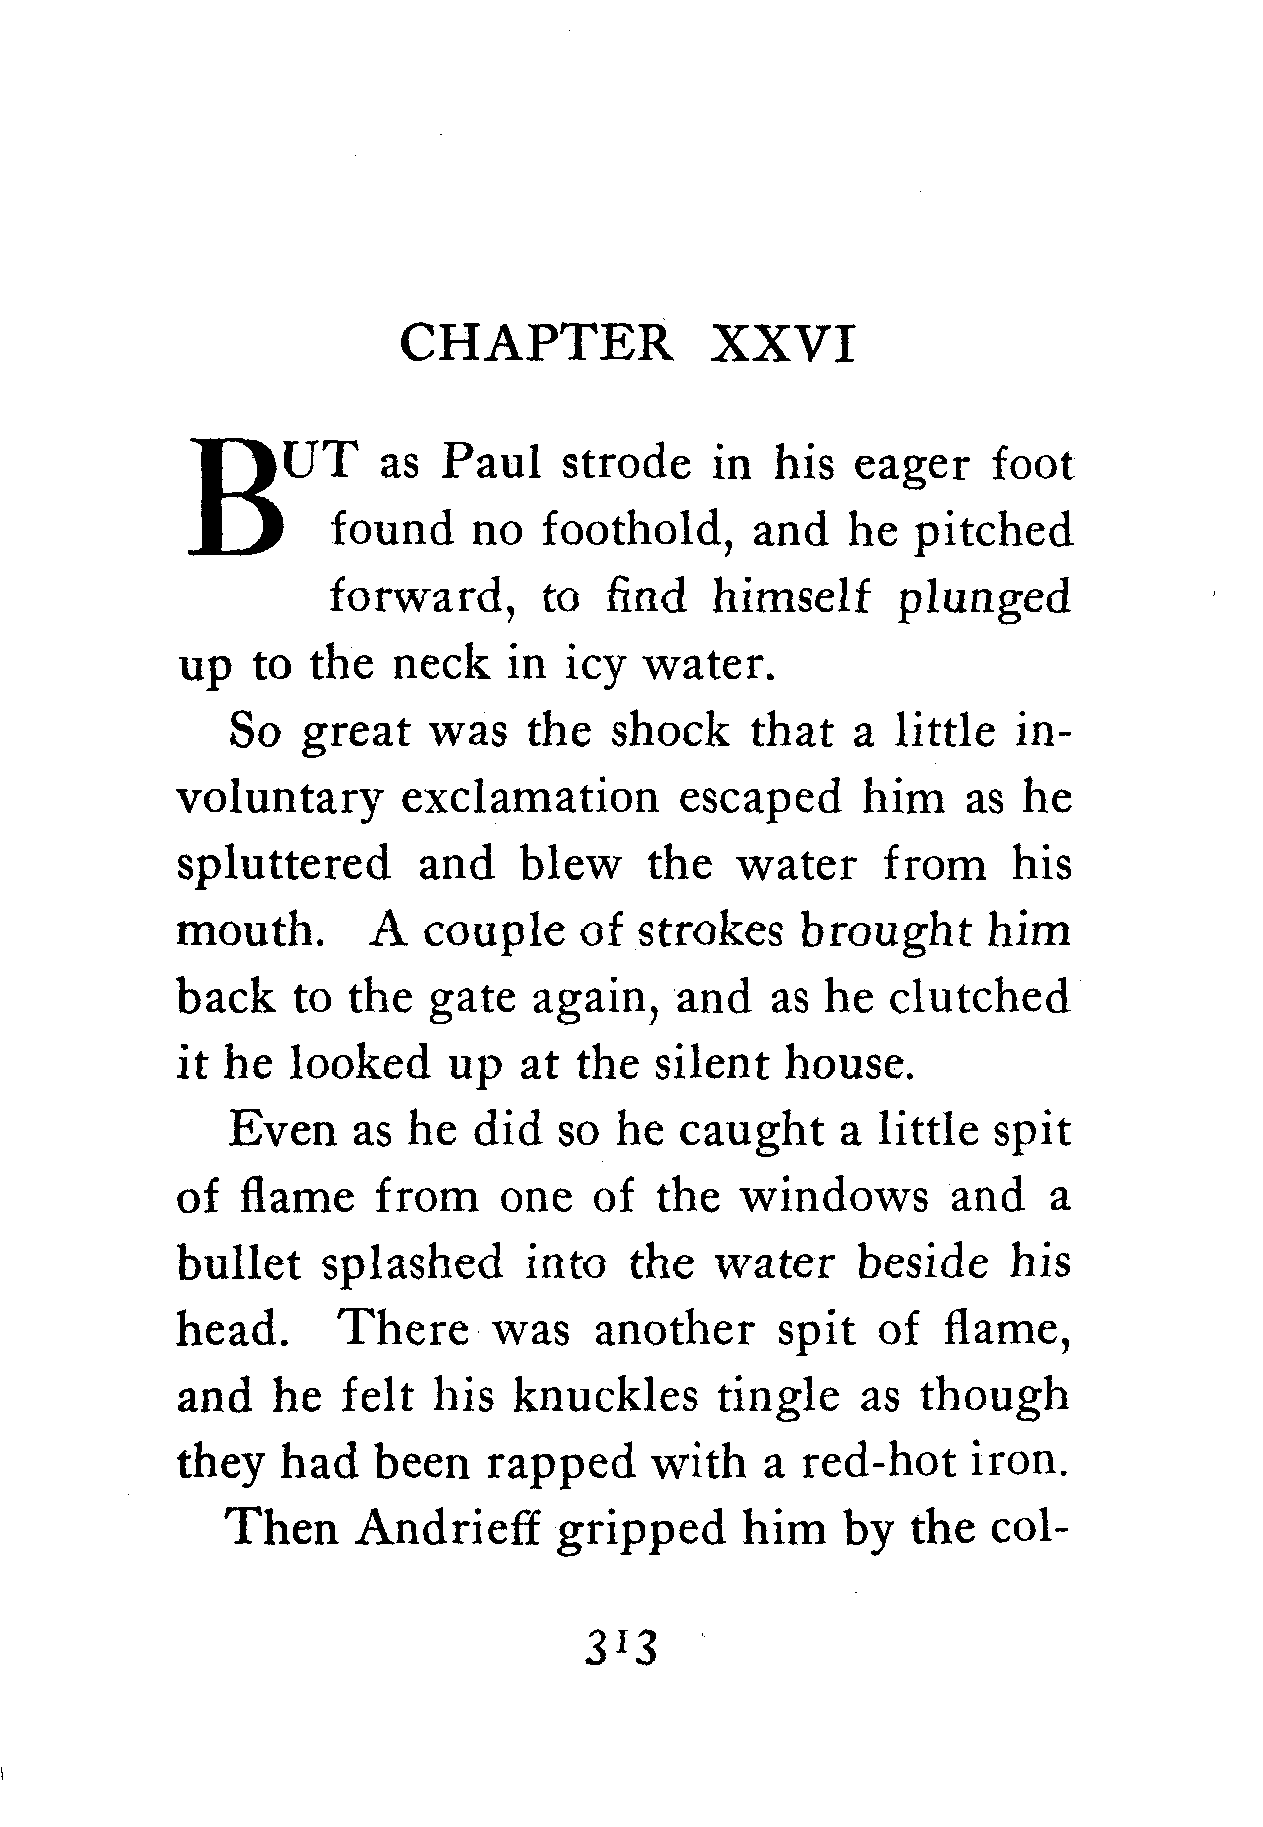 CHAPTER XXVI
BUT as Paul strode in his eager foot
found no foothold, and he pitched
forward, to find himself plunged
up to the neck in icy water.
So great was the shock that a little in-
voluntary exclamation escaped him as he
spluttered and blew the water from his
mouth. A couple of strokes brought him
back to the gate again, and as he clutched
it he looked up at the silent house.
Even as he did so he caught a little spit
of flame from one of the windows and a
bullet splashed into the water beside his
head. There was another spit of flame,
and he felt his knuckles tingle as though
they had been rapped with a red-hot iron.
Then Andrieff gripped him by the col-
313